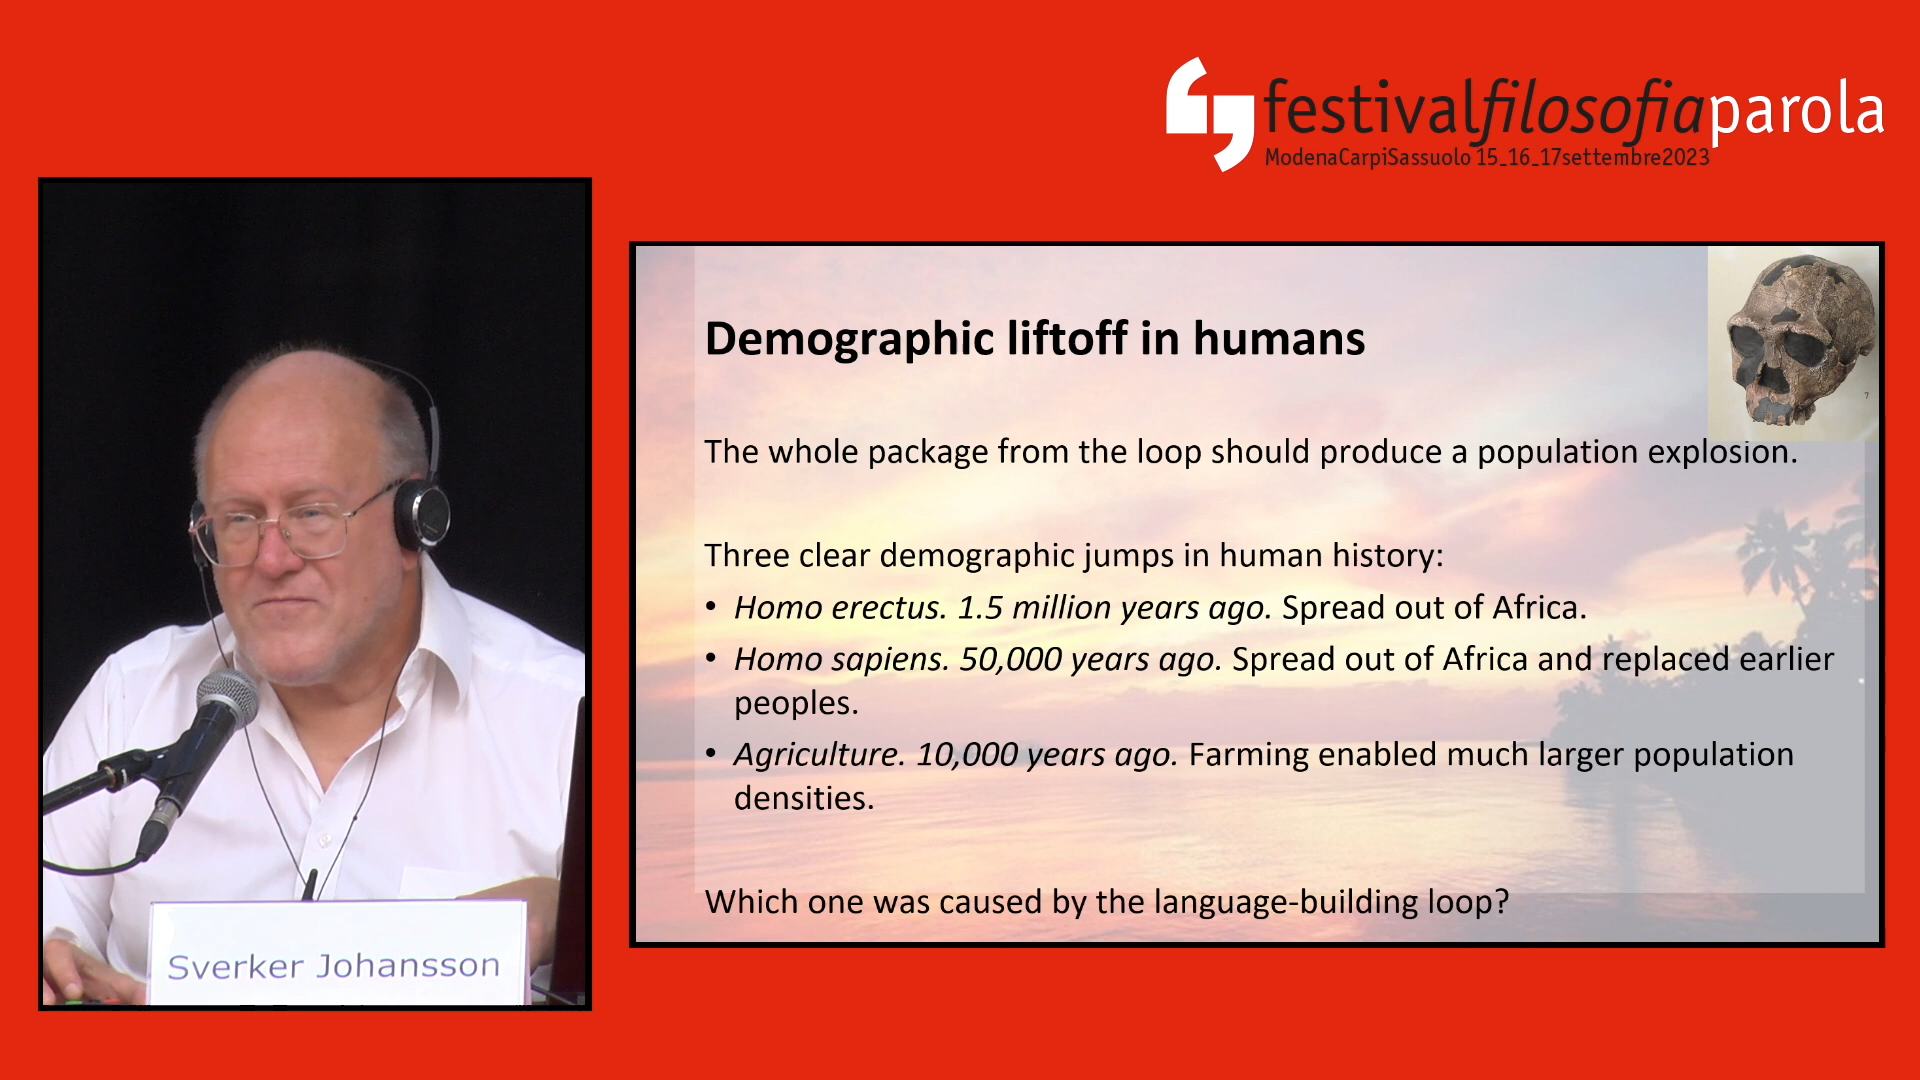 festivalfilosofiaparola
ModenaCarpiSassuolo 15_16_17settembre2023
Demographic liftoff in humans
7
The whole package from the loop should produce a population explosion.
Three clear demographic jumps in human history:
• Homo erectus. 1.5 million years ago. Spread out of Africa.
• Homo sapiens. 50,000 years ago. Spread out of Africa and replaced earlier
peoples.
• Agriculture. 10,000 years ago. Farming enabled much larger population
densities.
Which one was caused by the language-building loop?
Sverker Johansson